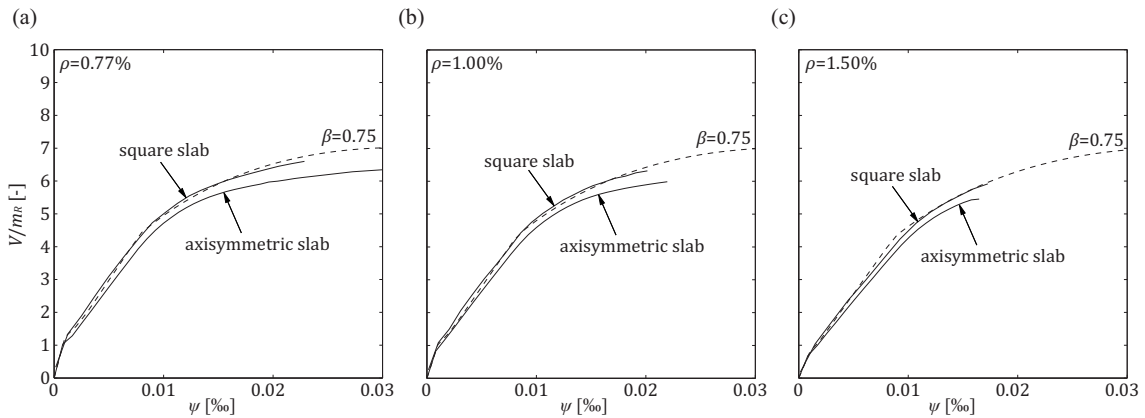 (a)
(b)
(c)
10
9
8
7
6
5
4
3
2
1
0
V/mR [-]
ρ=0.77%
β=0.75
square slab
axisymmetric slab
0 0.01 0.02 0.03
ψ [‰]
ρ=1.00%
β=0.75
square slab
axisymmetric slab
0 0.01 0.02 0.03
ψ [‰]
ρ=1.50%
β=0.75
square slab
axisymmetric slab
0 0.01 0.02 0.03
ψ [‰]